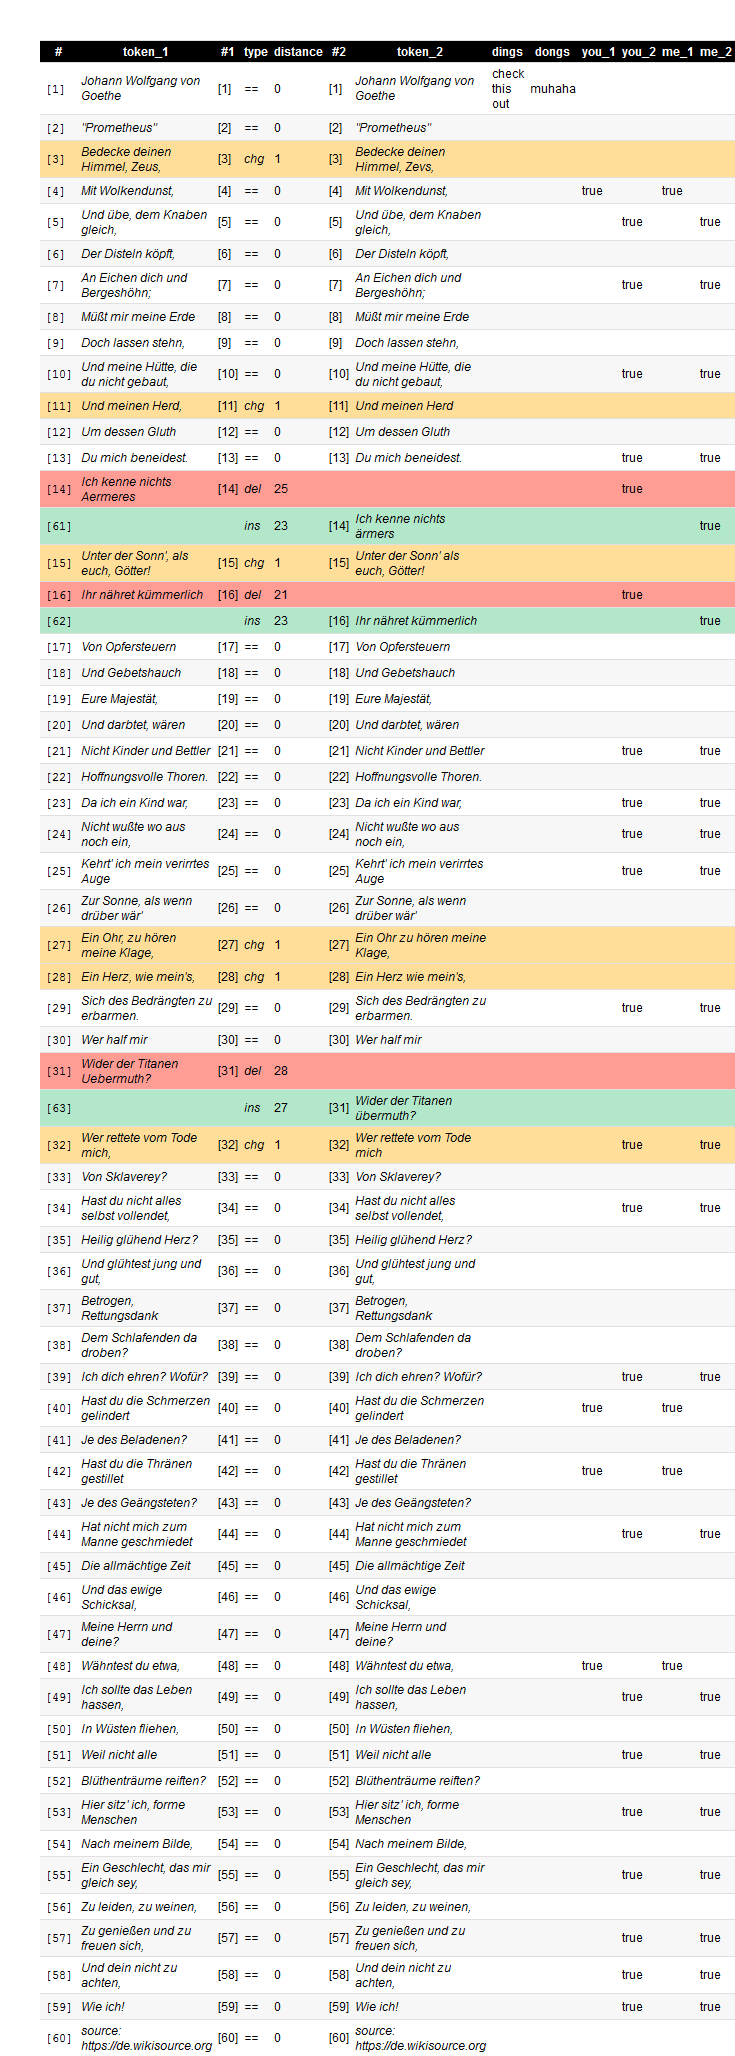 # token_1 #1 type distance #2 token_2 dings dongs you_1 you_2 me_1 me_2
[1] Johann Wolfgang von Goethe [1] == 0 [1] Johann Wolfgang von Goethe check this out muhaha
[2] "Prometheus" [2] == 0 [2] "Prometheus"
[3] Bedecke deinen Himmel, Zeus, [3] chg 1 [3] Bedecke deinen Himmel, Zevs,
[4] Mit Wolkendunst, [4] == 0 [4] Mit Wolkendunst, true true
[5] Und übe, dem Knaben gleich, [5] == 0 [5] Und übe, dem Knaben gleich, true true
[6] Der Disteln köpft, [6] == 0 [6] Der Disteln köpft,
[7] An Eichen dich und Bergeshöhn; [7] == 0 [7] An Eichen dich und Bergeshöhn; true true
[8] Müßt mir meine Erde [8] == 0 [8] Müßt mir meine Erde
[9] Doch lassen stehn, [9] == 0 [9] Doch lassen stehn,
[10] Und meine Hütte, die du nicht gebaut, [10] == 0 [10] Und meine Hütte, die du nicht gebaut, true true
[11] Und meinen Herd, [11] chg 1 [11] Und meinen Herd
[12] Um dessen Gluth [12] == 0 [12] Um dessen Gluth
[13] Du mich beneidest. [13] == 0 [13] Du mich beneidest. true true
[14] Ich kenne nichts Aermeres [14] del 25 true
[61] ins 23 [14] Ich kenne nichts ärmers true
[15] Unter der Sonn', als euch, Götter! [15] chg 1 [15] Unter der Sonn' als euch, Götter!
[16] Ihr nähret kümmerlich [16] del 21 true
[62] ins 23 [16] Ihr nähret kümmerlich true
[17] Von Opfersteuern [17] == 0 [17] Von Opfersteuern
[18] Und Gebetshauch [18] == 0 [18] Und Gebetshauch
[19] Eure Majestät, [19] == 0 [19] Eure Majestät,
[20] Und darbtet, wären [20] == 0 [20] Und darbtet, wären
[21] Nicht Kinder und Bettler [21] == 0 [21] Nicht Kinder und Bettler true true
[22] Hoffnungsvolle Thoren. [22] == 0 [22] Hoffnungsvolle Thoren.
[23] Da ich ein Kind war, [23] == 0 [23] Da ich ein Kind war, true true
[24] Nicht wußte wo aus noch ein, [24] == 0 [24] Nicht wußte wo aus noch ein, true true
[25] Kehrt' ich mein verirrtes Auge [25] == 0 [25] Kehrt' ich mein verirrtes Auge true true
[26] Zur Sonne, als wenn drüber wär' [26] == 0 [26] Zur Sonne, als wenn drüber wär'
[27] Ein Ohr, zu hören meine Klage, [27] chg 1 [27] Ein Ohr zu hören meine Klage,
[28] Ein Herz, wie mein's, [28] chg 1 [28] Ein Herz wie mein's,
[29] Sich des Bedrängten zu erbarmen. [29] == 0 [29] Sich des Bedrängten zu erbarmen. true true
[30] Wer half mir [30] == 0 [30] Wer half mir
[31] Wider der Titanen Uebermuth? [31] del 28
[63] ins 27 [31] Wider der Titanen übermuth?
[32] Wer rettete vom Tode mich, [32] chg 1 [32] Wer rettete vom Tode mich true true
[33] Von Sklaverey? [33] == 0 [33] Von Sklaverey?
[34] Hast du nicht alles selbst vollendet, [34] == 0 [34] Hast du nicht alles selbst vollendet, true true
[35] Heilig glühend Herz? [35] == 0 [35] Heilig glühend Herz?
[36] Und glühtest jung und gut, [36] == 0 [36] Und glühtest jung und gut,
[37] Betrogen, Rettungsdank [37] == 0 [37] Betrogen, Rettungsdank
[38] Dem Schlafenden da droben? [38] == 0 [38] Dem Schlafenden da droben?
[39] Ich dich ehren? Wofür? [39] == 0 [39] Ich dich ehren? Wofür? true true
[40] Hast du die Schmerzen gelindert [40] == 0 [40] Hast du die Schmerzen gelindert true true
[41] Je des Beladenen? [41] == 0 [41] Je des Beladenen?
[42] Hast du die Thränen gestillet [42] == 0 [42] Hast du die Thränen gestillet true true
[43] Je des Geängsteten? [43] == 0 [43] Je des Geängsteten?
[44] Hat nicht mich zum Manne geschmiedet [44] == 0 [44] Hat nicht mich zum Manne geschmiedet true true
[45] Die allmächtige Zeit [45] == 0 [45] Die allmächtige Zeit
[46] Und das ewige Schicksal, [46] == 0 [46] Und das ewige Schicksal,
[47] Meine Herrn und deine? [47] == 0 [47] Meine Herrn und deine?
[48] Wähntest du etwa, [48] == 0 [48] Wähntest du etwa, true true
[49] Ich sollte das Leben hassen, [49] == 0 [49] Ich sollte das Leben hassen, true true
[50] In Wüsten fliehen, [50] == 0 [50] In Wüsten fliehen,
[51] Weil nicht alle [51] == 0 [51] Weil nicht alle true true
[52] Blüthenträume reiften? [52] == 0 [52] Blüthenträume reiften?
[53] Hier sitz' ich, forme Menschen [53] == 0 [53] Hier sitz' ich, forme Menschen true true
[54] Nach meinem Bilde, [54] == 0 [54] Nach meinem Bilde,
[55] Ein Geschlecht, das mir gleich sey, [55] == 0 [55] Ein Geschlecht, das mir gleich sey, true true
[56] Zu leiden, zu weinen, [56] == 0 [56] Zu leiden, zu weinen,
[57] Zu genießen und zu freuen sich, [57] == 0 [57] Zu genießen und zu freuen sich, true true
[58] Und dein nicht zu achten, [58] == 0 [58] Und dein nicht zu achten, true true
[59] Wie ich! [59] == 0 [59] Wie ich! true true
[60] source: https://de.wikisource.org [60] == 0 [60] source: https://de.wikisource.org